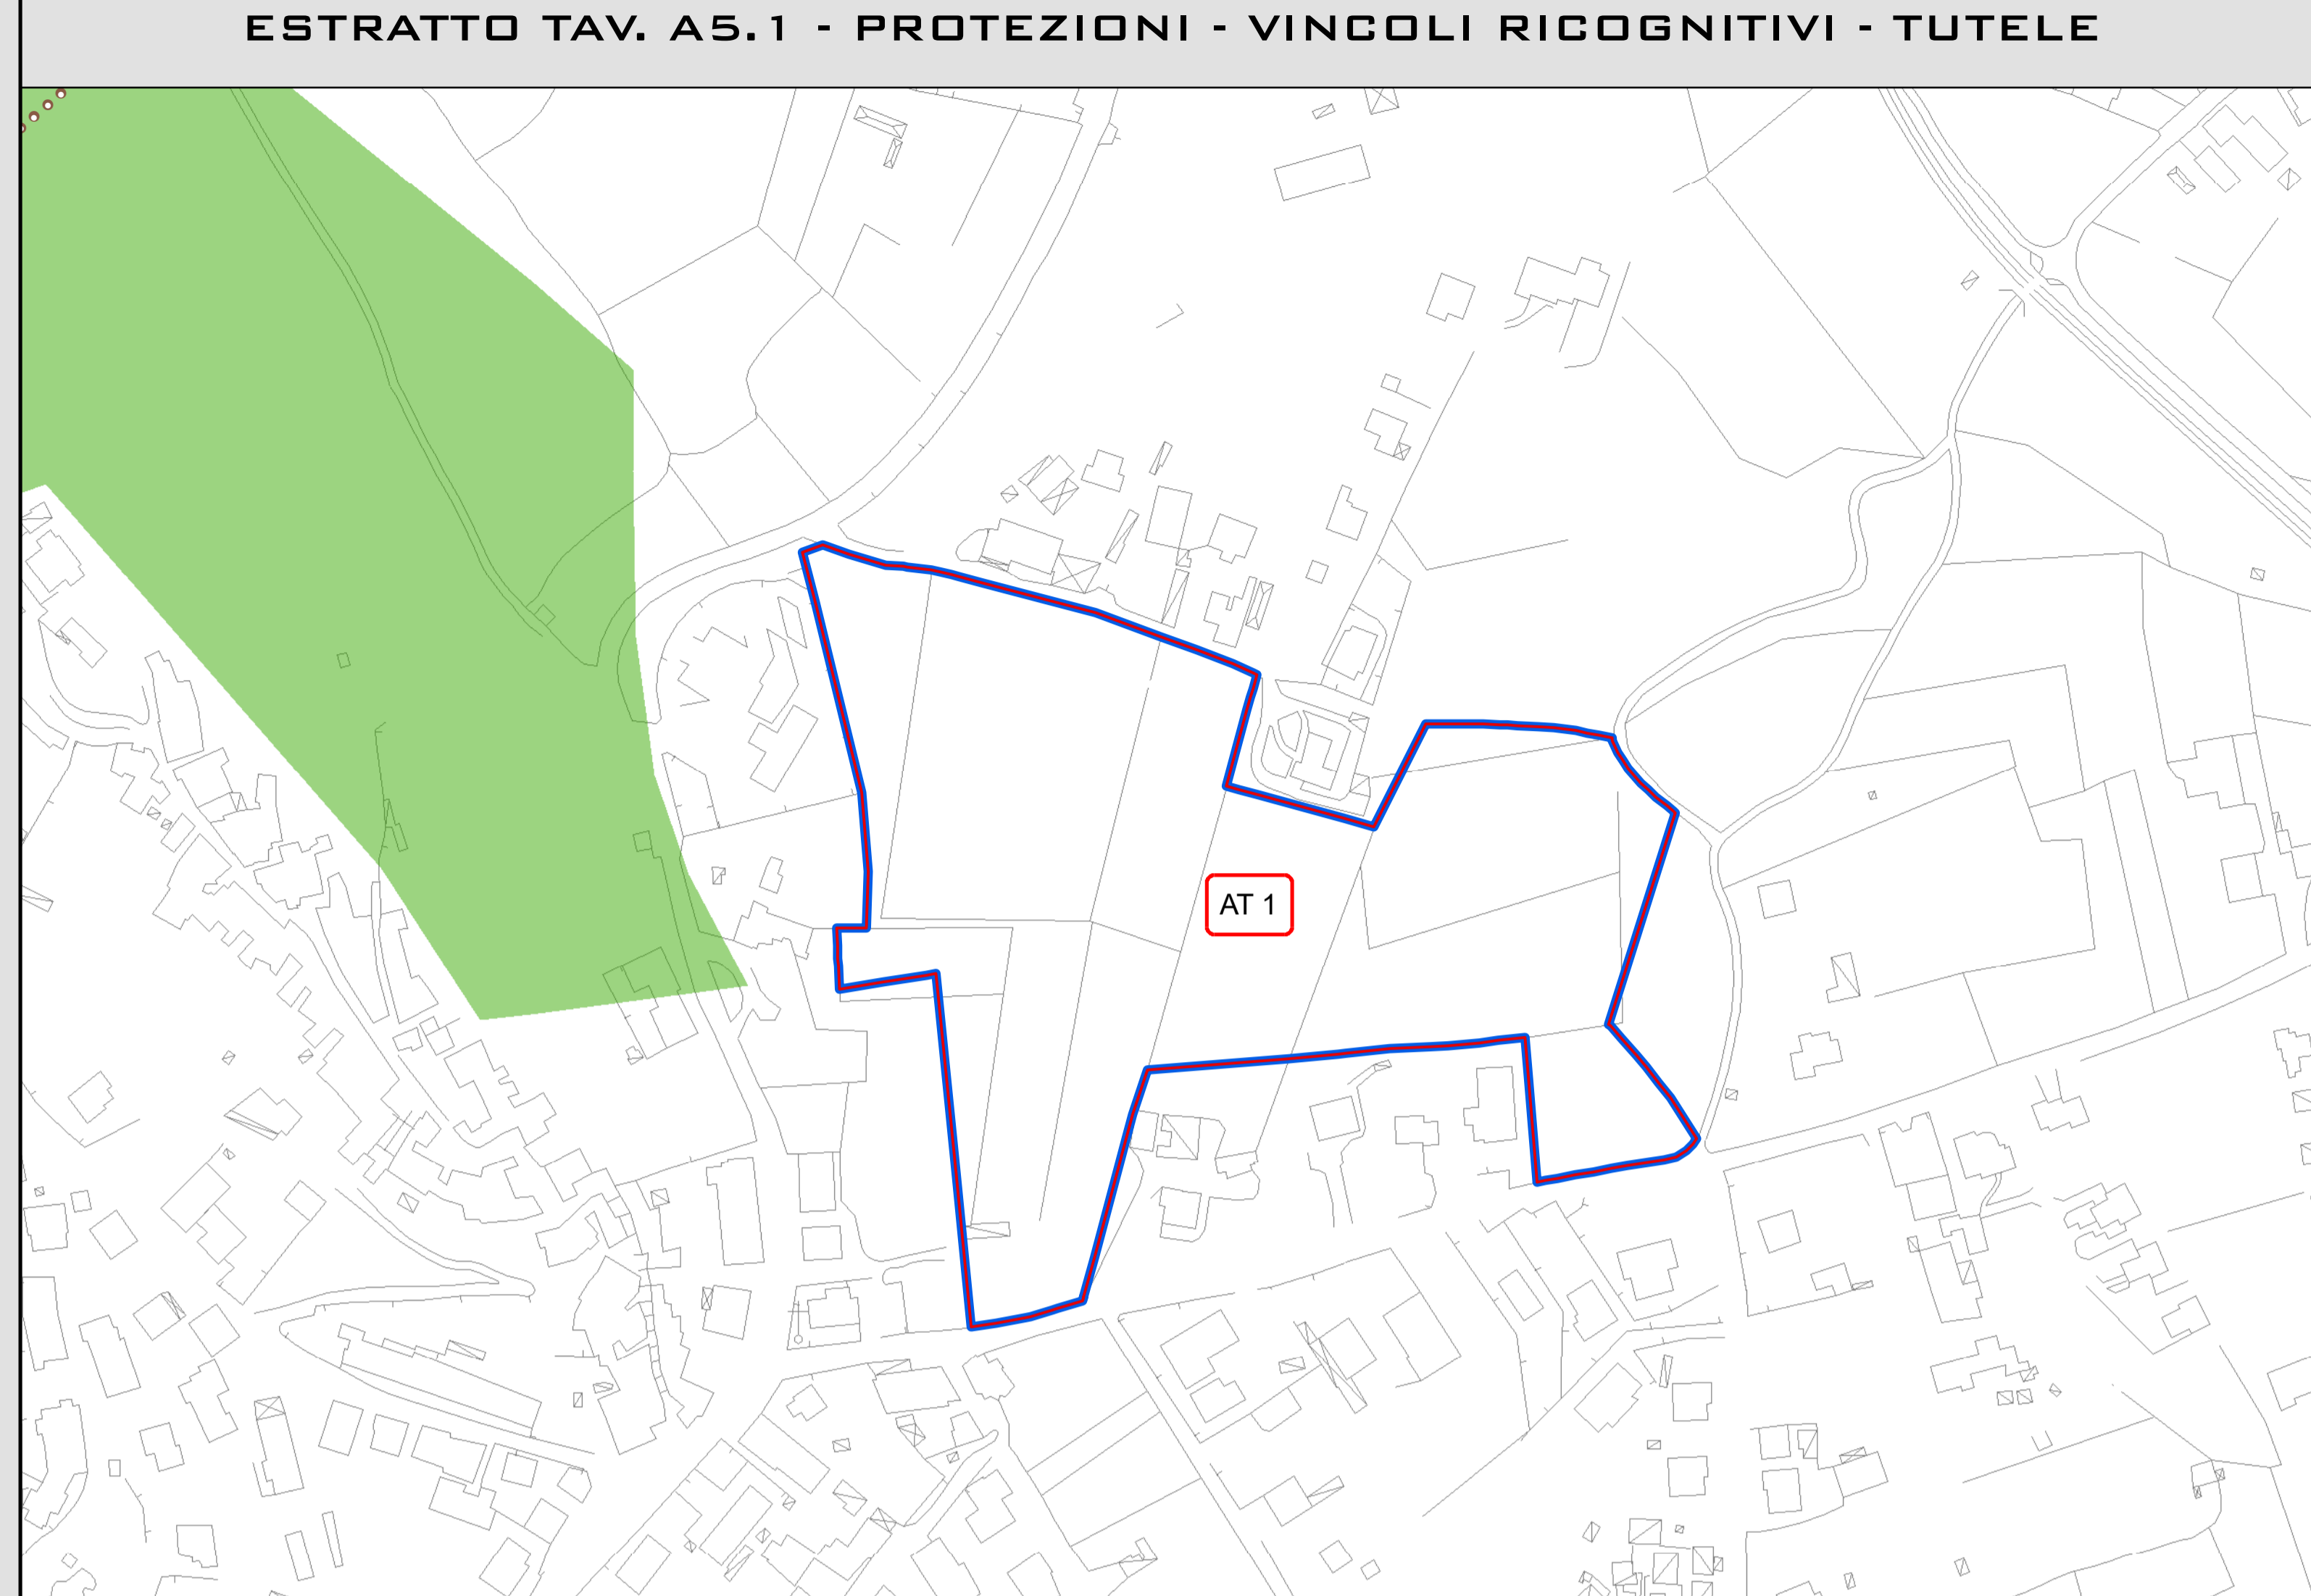 ESTRATTO TAV. A5.1 - PROTEZIONI - VINCOLI RICOGNITIVI - TUTELE
AT 1